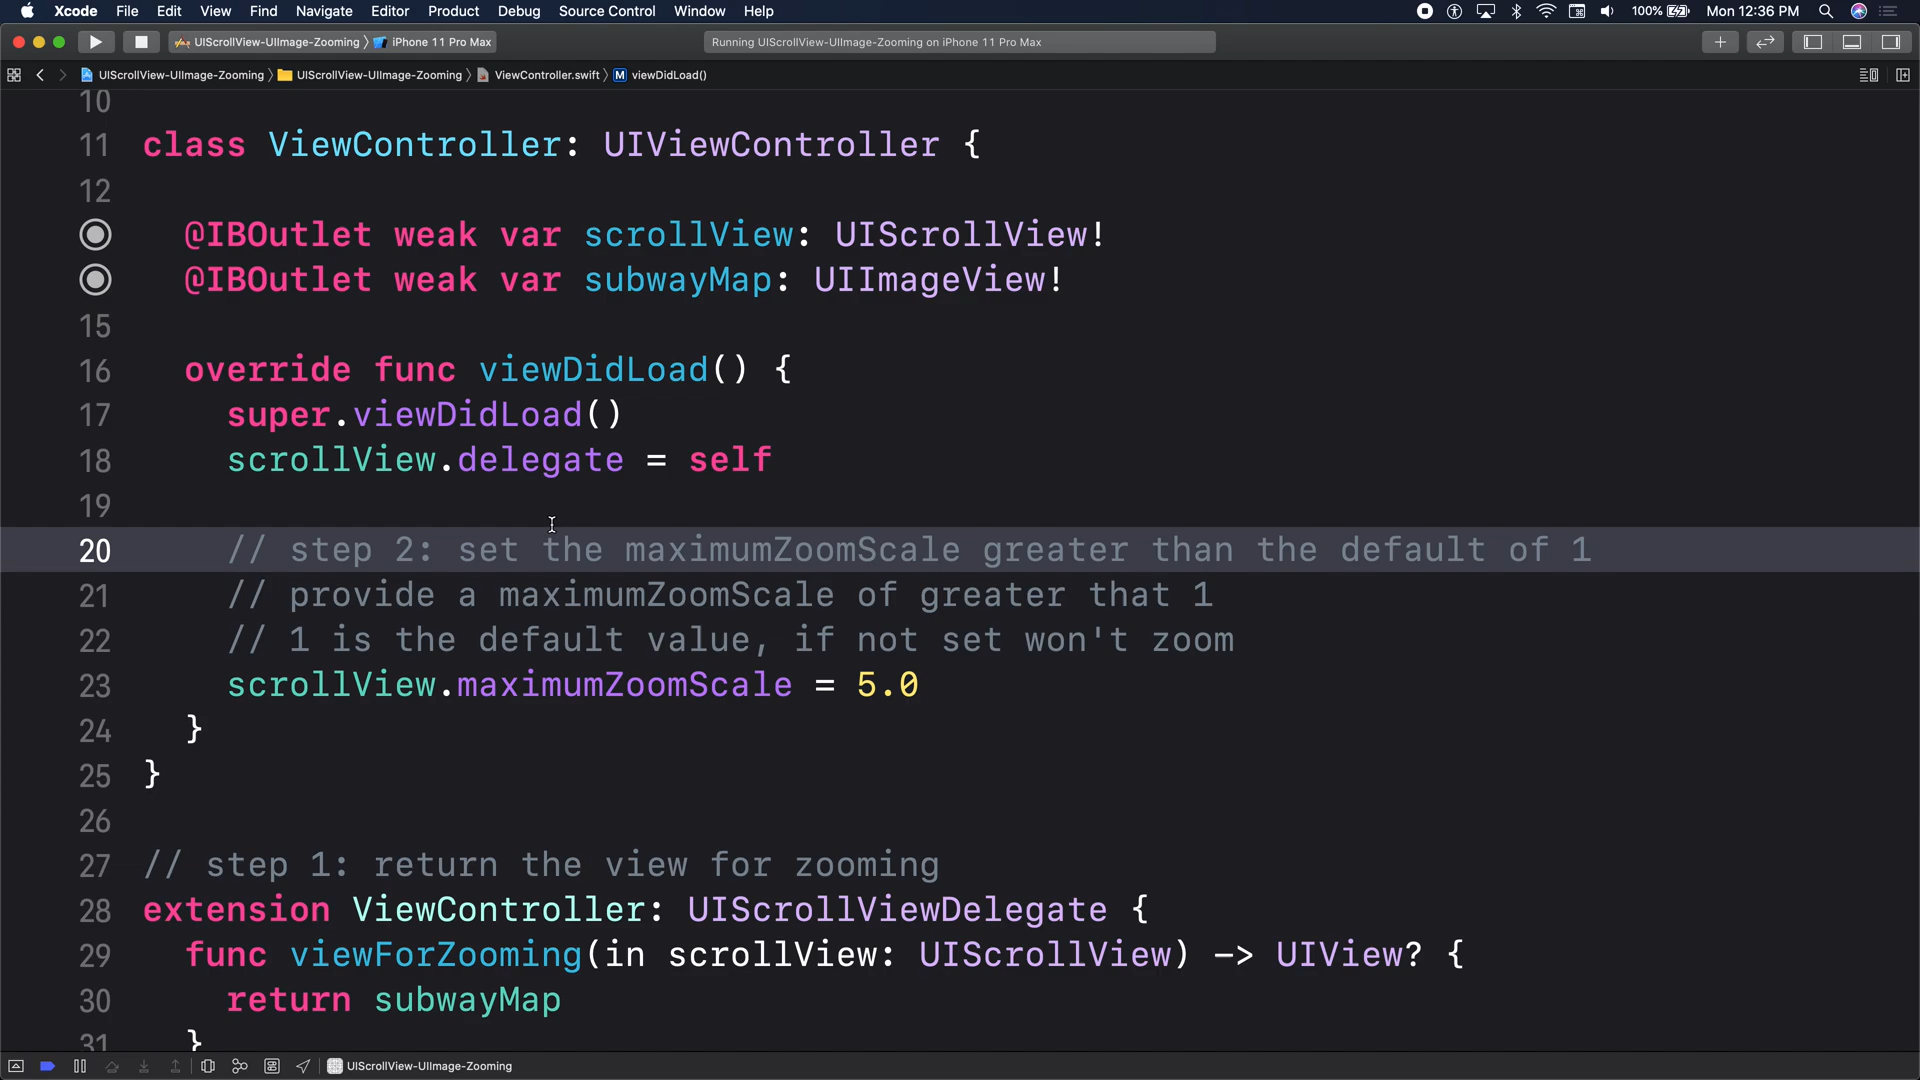 Xcode File Edit View Find Navigate Editor Product Debug Source Control Window Help 100% Mon 12:36 PM
UIScrollView-UIImage-Zooming iPhone 11 Pro Max Running UIScrollView-UIImage-Zooming on iPhone 11 Pro Max
UIScrollView-UIImage-Zooming UIScrollView-UIImage-Zooming ViewController.swift M viewDidLoad()
10
11 class ViewController: UIViewController {
12
@IBOutlet weak var scrollView: UIScrollView!
@IBOutlet weak var subwayMap: UIImageView!
15
16 override func viewDidLoad() {
17 super.viewDidLoad()
18 scrollView.delegate = self
19
20 // step 2: set the maximumZoomScale greater than the default of 1
21 // provide a maximumZoomScale of greater that 1
22 // 1 is the default value, if not set won't zoom
23 scrollView.maximumZoomScale = 5.0
24 }
25 }
26
27 // step 1: return the view for zooming
28 extension ViewController: UIScrollViewDelegate {
29 func viewForZooming(in scrollView: UIScrollView) -> UIView? {
30 return subwayMap
31 }
UIScrollView-UIImage-Zooming